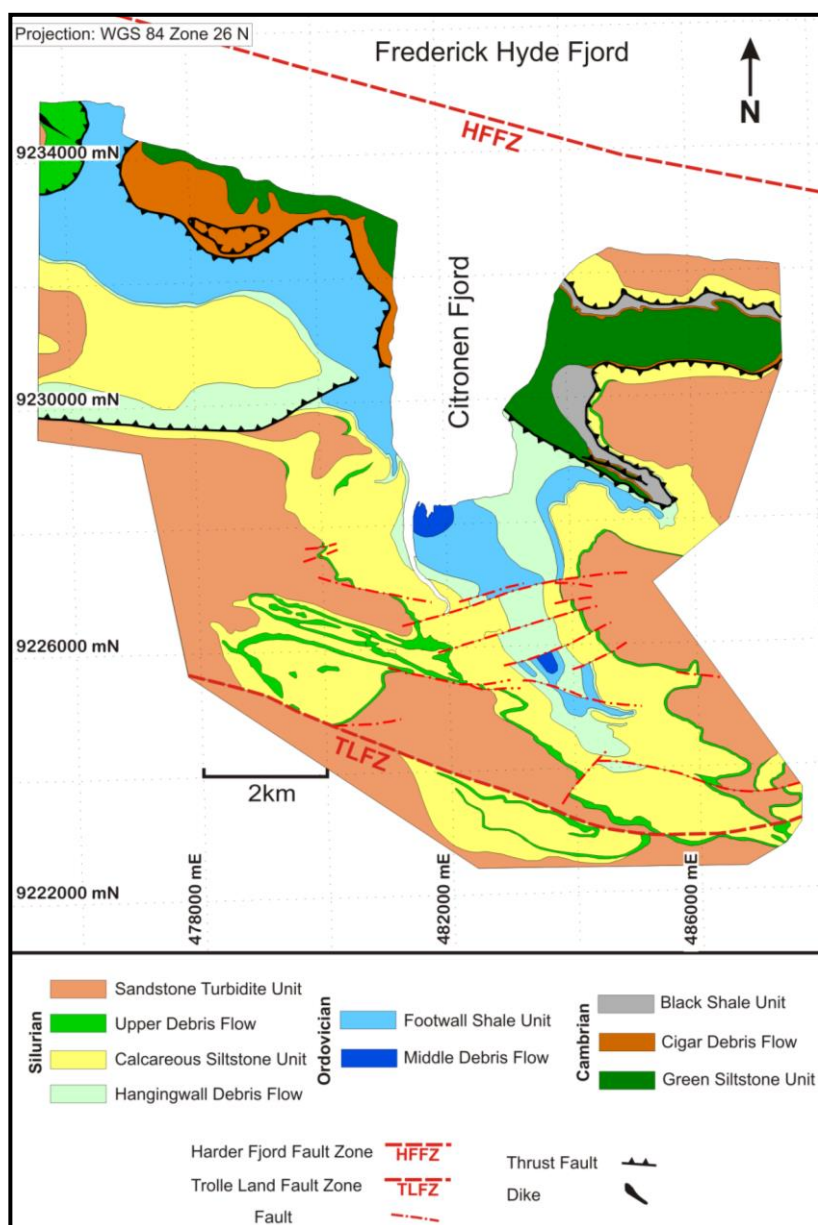 Projection: WGS 84 Zone 26 N
Frederick Hyde Fjord
N
HFFZ
9234000 mN
Citronen Fjord
9230000 mN
9226000 mN
TLFZ
2km
9222000 mN
478000 mE
482000 mE
486000 mE
Silurian
Sandstone Turbidite Unit
Upper Debris Flow
Calcareous Siltstone Unit
Hangingwall Debris Flow
Ordovician
Footwall Shale Unit
Middle Debris Flow
Cambrian
Black Shale Unit
Cigar Debris Flow
Green Siltstone Unit
Harder Fjord Fault Zone HFFZ
Trolle Land Fault Zone TLFZ
Fault
Thrust Fault
Dike